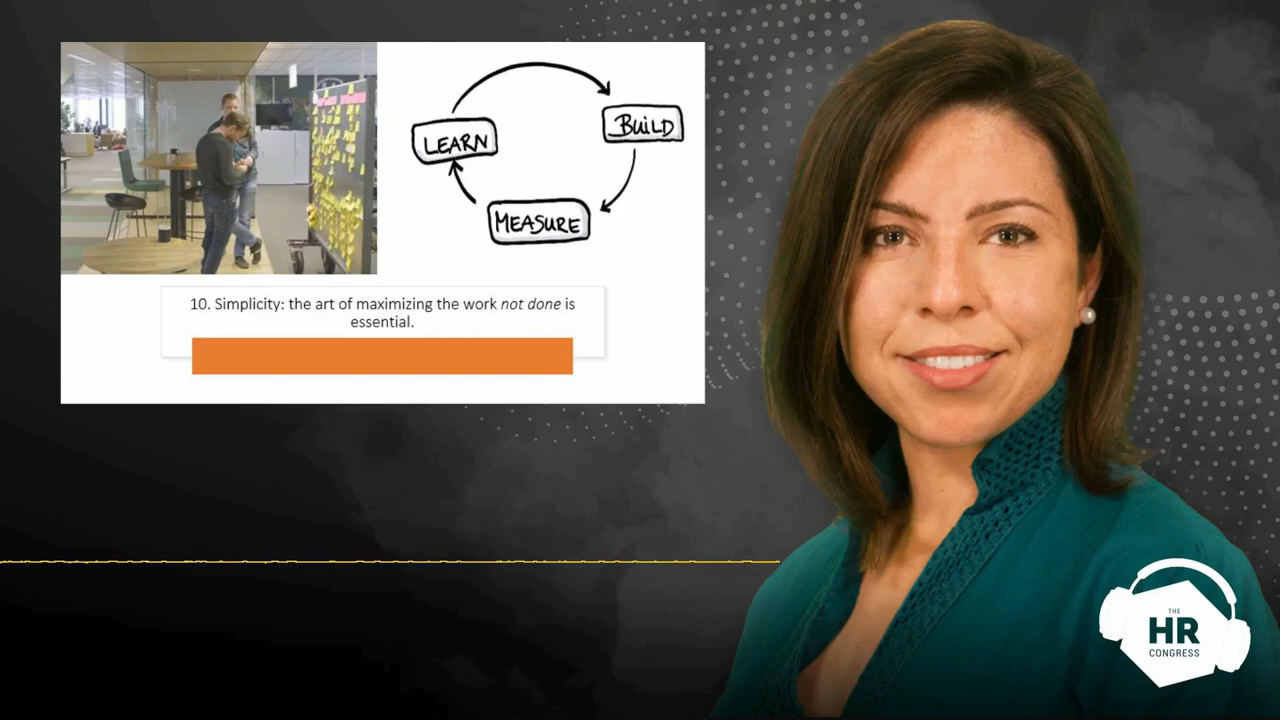 LEARN
BUILD
MEASURE
10. Simplicity: the art of maximizing the work not done is
essential.
THE
HR
CONGRESS